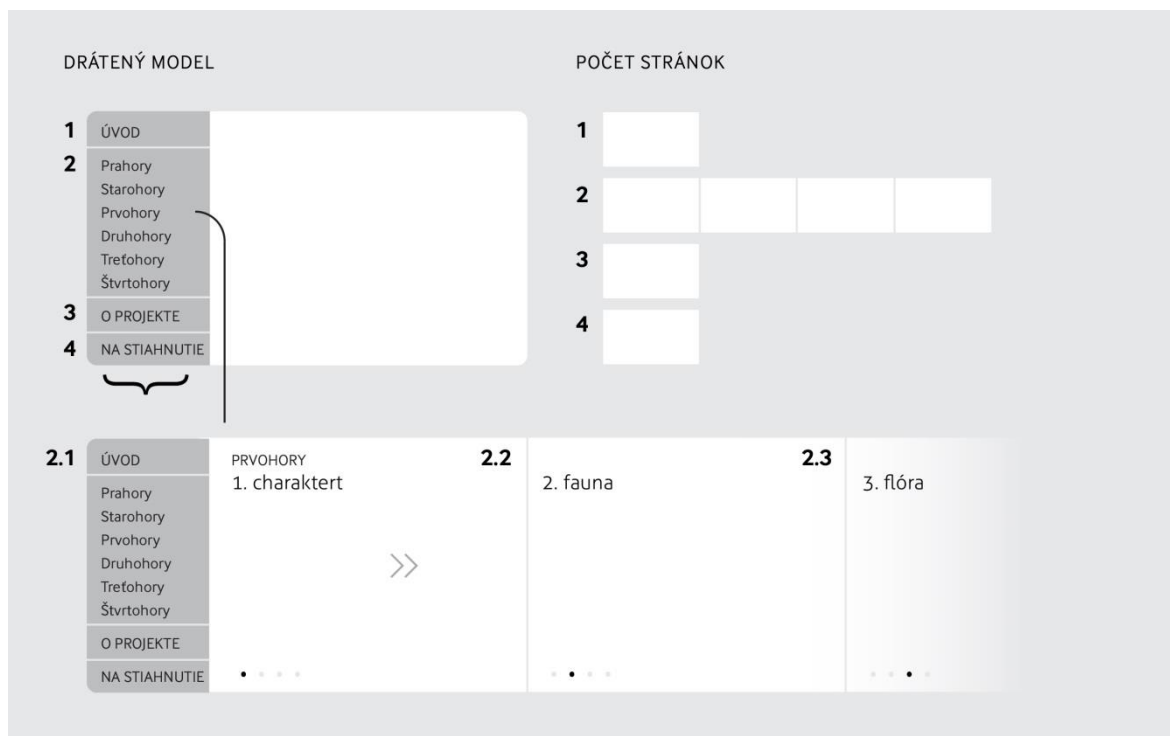 DRÁTENÝ MODEL
1 ÚVOD
2 Prahory
Starohory
Prvohory
Druhohory
Treťohory
Štvrtohory
3 O PROJEKTE
4 NA STIAHNUTIE
POČET STRÁNOK
1
2
3
4
2.1 ÚVOD
Prahory
Starohory
Prvohory
Druhohory
Treťohory
Štvrtohory
O PROJEKTE
NA STIAHNUTIE
PRVOHORY
1. charaktert
2.2
2. fauna
2.3
3. flóra